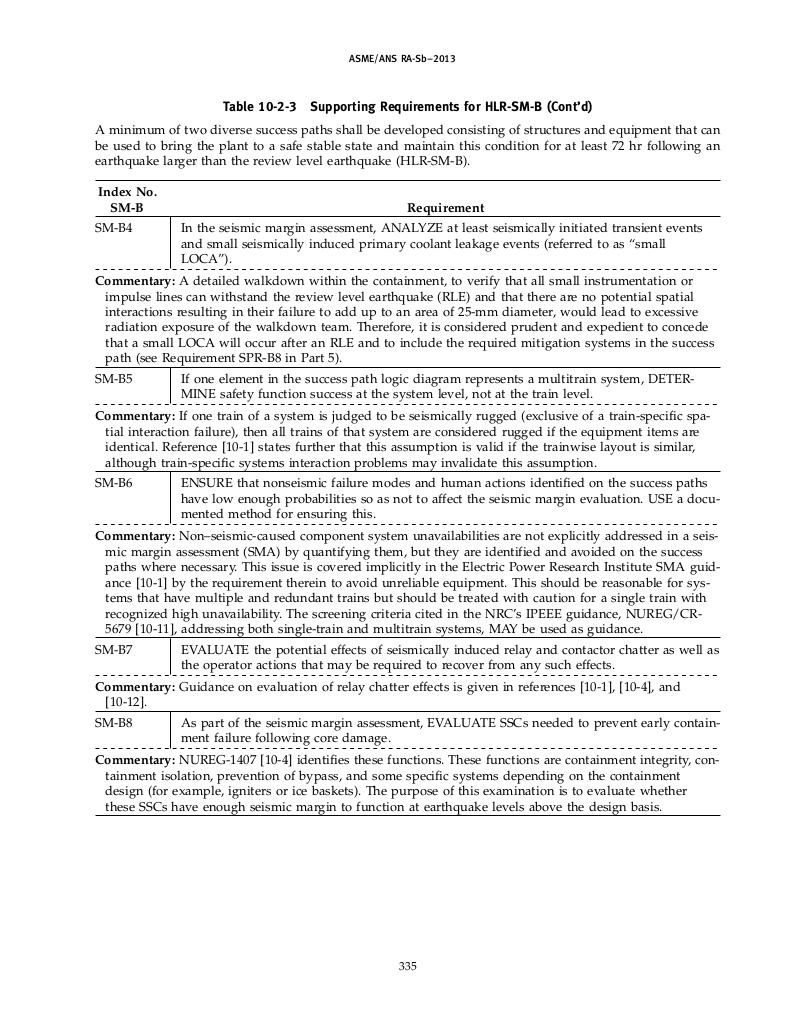 ASME/ANS RA-Sb–2013
Table 10-2-3 Supporting Requirements for HLR-SM-B (Cont'd)
A minimum of two diverse success paths shall be developed consisting of structures and equipment that can
be used to bring the plant to a safe stable state and maintain this condition for at least 72 hr following an
earthquake larger than the review level earthquake (HLR-SM-B).
Index No.
SM-B Requirement
SM-B4 In the seismic margin assessment, ANALYZE at least seismically initiated transient events
and small seismically induced primary coolant leakage events (referred to as “small
LOCA”).
Commentary: A detailed walkdown within the containment, to verify that all small instrumentation or
impulse lines can withstand the review level earthquake (RLE) and that there are no potential spatial
interactions resulting in their failure to add up to an area of 25-mm diameter, would lead to excessive
radiation exposure of the walkdown team. Therefore, it is considered prudent and expedient to concede
that a small LOCA will occur after an RLE and to include the required mitigation systems in the success
path (see Requirement SPR-B8 in Part 5).
SM-B5 If one element in the success path logic diagram represents a multitrain system, DETER-
MINE safety function success at the system level, not at the train level.
Commentary: If one train of a system is judged to be seismically rugged (exclusive of a train-specific spa-
tial interaction failure), then all trains of that system are considered rugged if the equipment items are
identical. Reference [10-1] states further that this assumption is valid if the trainwise layout is similar,
although train-specific systems interaction problems may invalidate this assumption.
SM-B6 ENSURE that nonseismic failure modes and human actions identified on the success paths
have low enough probabilities so as not to affect the seismic margin evaluation. USE a docu-
mented method for ensuring this.
Commentary: Non–seismic-caused component system unavailabilities are not explicitly addressed in a seis-
mic margin assessment (SMA) by quantifying them, but they are identified and avoided on the success
paths where necessary. This issue is covered implicitly in the Electric Power Research Institute SMA guid-
ance [10-1] by the requirement therein to avoid unreliable equipment. This should be reasonable for sys-
tems that have multiple and redundant trains but should be treated with caution for a single train with
recognized high unavailability. The screening criteria cited in the NRC's IPEEE guidance, NUREG/CR-
5679 [10-11], addressing both single-train and multitrain systems, MAY be used as guidance.
SM-B7 EVALUATE the potential effects of seismically induced relay and contactor chatter as well as
the operator actions that may be required to recover from any such effects.
Commentary: Guidance on evaluation of relay chatter effects is given in references [10-1], [10-4], and
[10-12].
SM-B8 As part of the seismic margin assessment, EVALUATE SSCs needed to prevent early contain-
ment failure following core damage.
Commentary: NUREG-1407 [10-4] identifies these functions. These functions are containment integrity, con-
tainment isolation, prevention of bypass, and some specific systems depending on the containment
design (for example, igniters or ice baskets). The purpose of this examination is to evaluate whether
these SSCs have enough seismic margin to function at earthquake levels above the design basis.
335